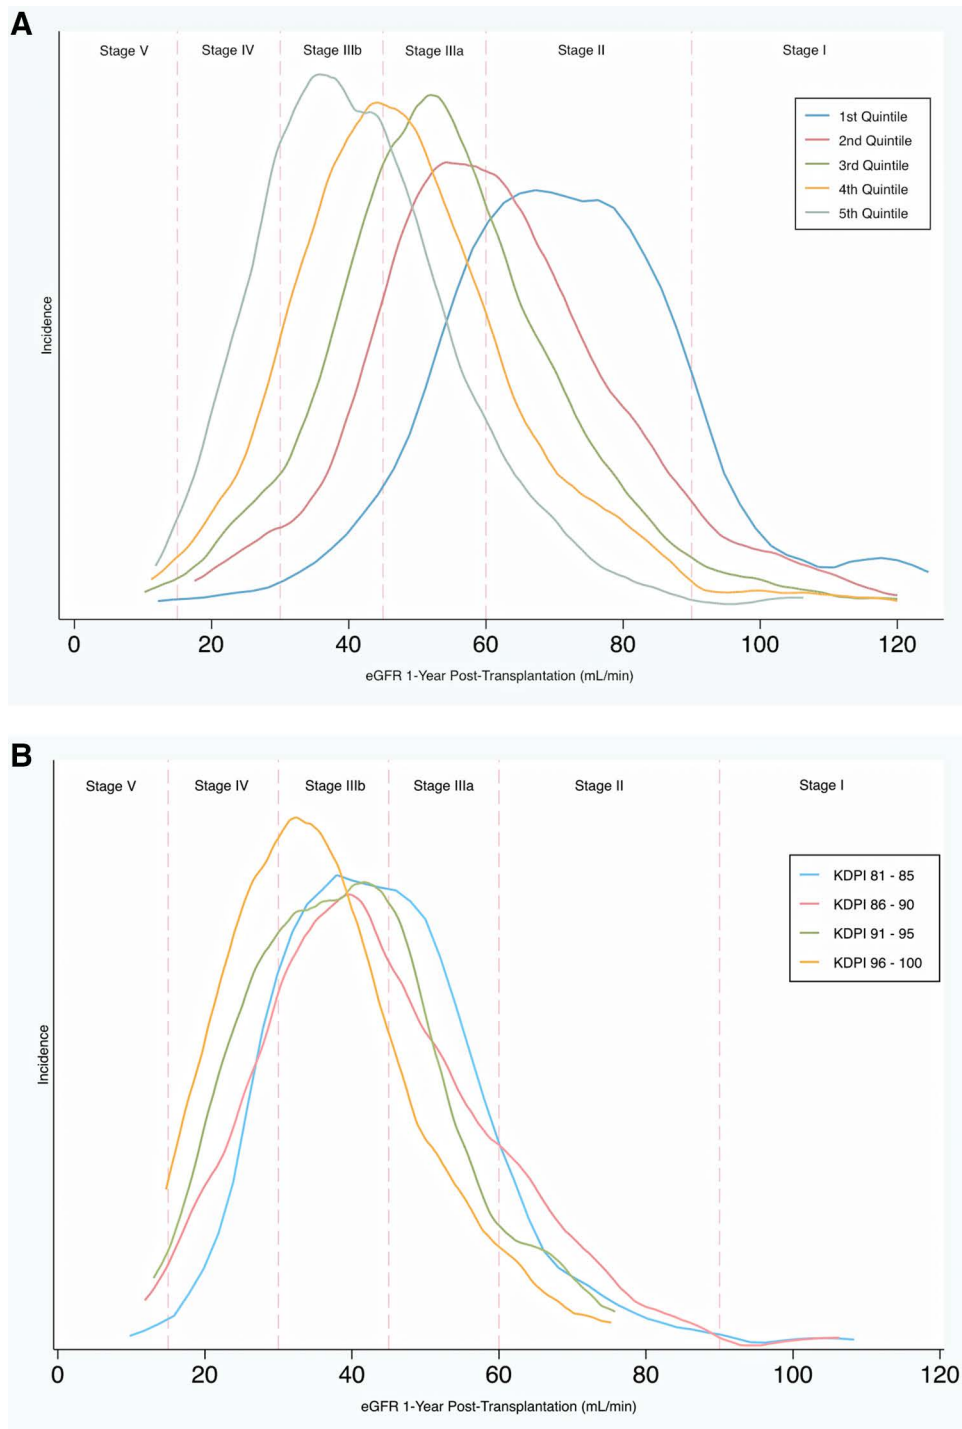 A
Stage V Stage IV Stage IIIb Stage IIIa Stage II Stage I
1st Quintile
2nd Quintile
3rd Quintile
4th Quintile
5th Quintile
Incidence
0 20 40 60 80 100 120
eGFR 1-Year Post-Transplantation (mL/min)
B
Stage V Stage IV Stage IIIb Stage IIIa Stage II Stage I
KDPI 81 - 85
KDPI 86 - 90
KDPI 91 - 95
KDPI 96 - 100
Incidence
0 20 40 60 80 100 120
eGFR 1-Year Post-Transplantation (mL/min)